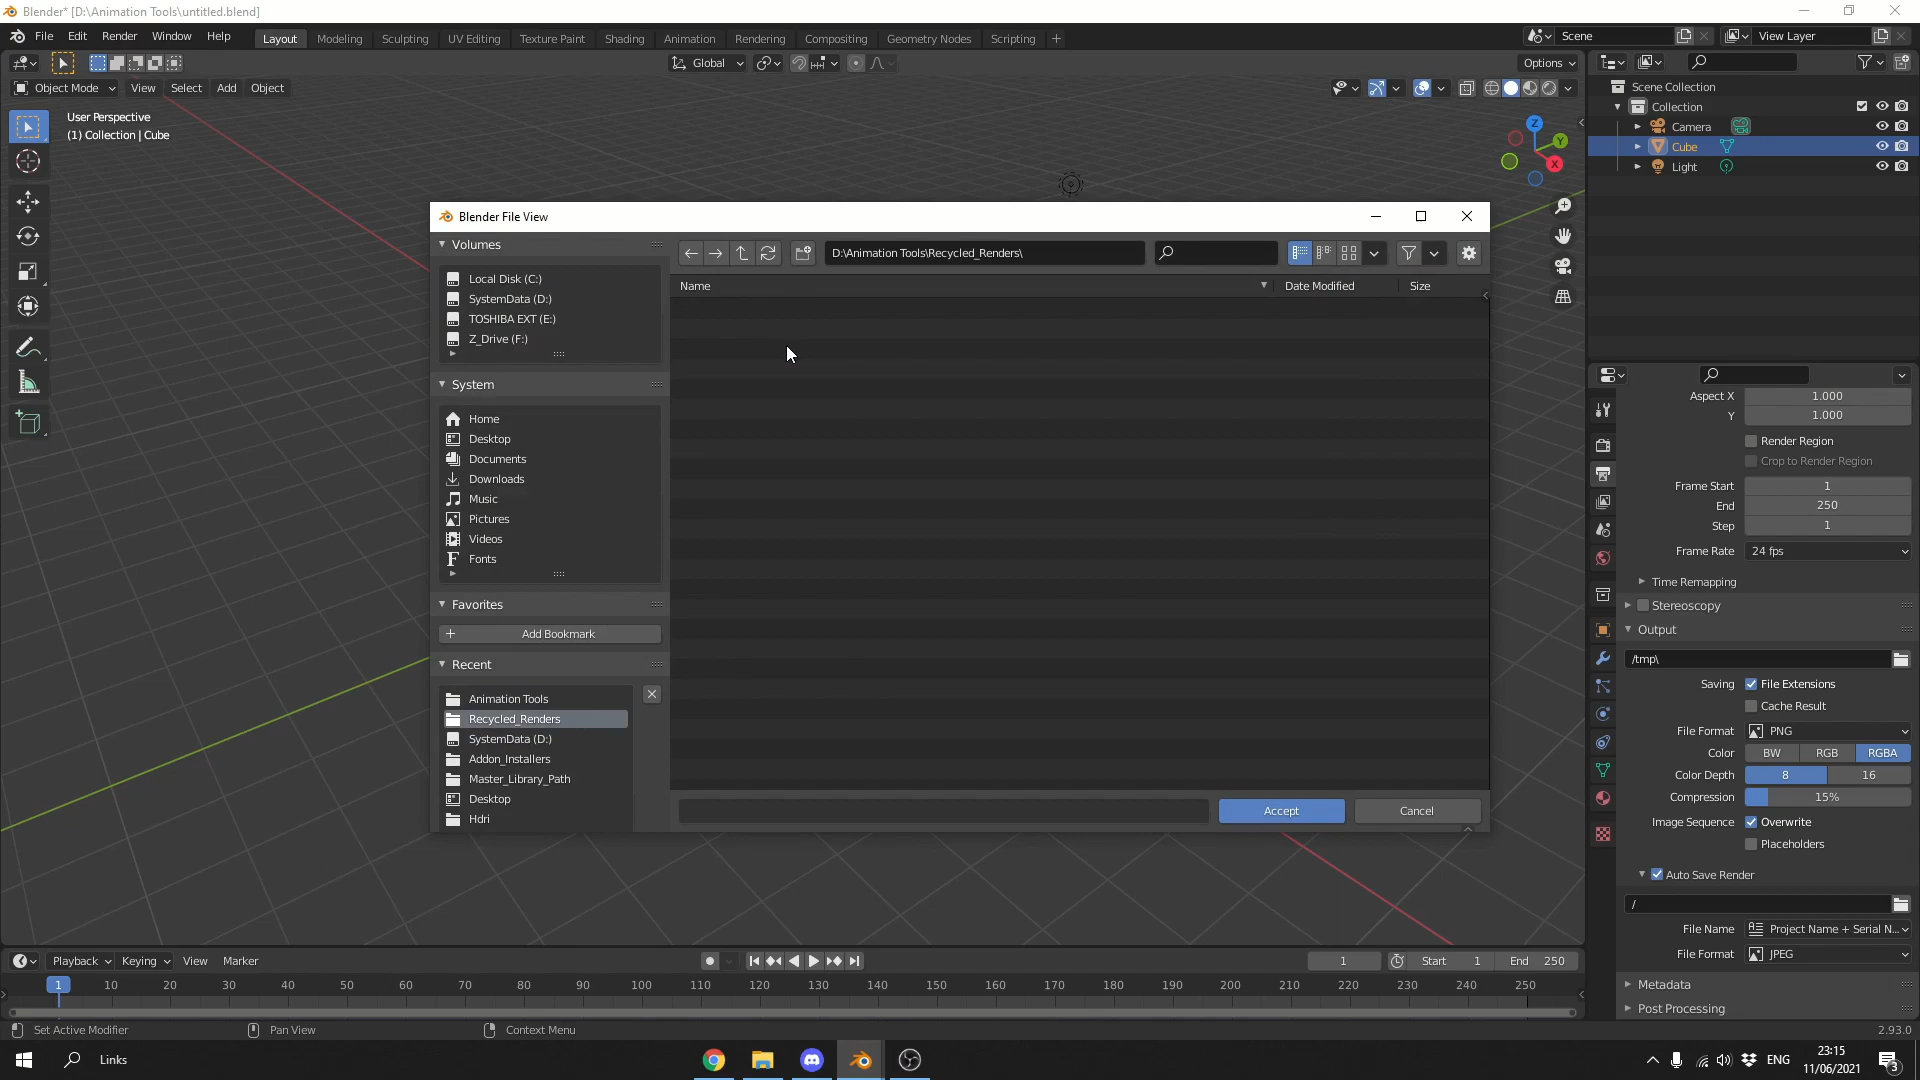 Blender* [D:\Animation Tools\untitled.blend]
File Edit Render Window Help Layout Modeling Sculpting UV Editing Texture Paint Shading Animation Rendering Compositing Geometry Nodes Scripting + Scene View Layer
Global Options
Object Mode View Select Add Object
User Perspective
(1) Collection | Cube
Z
Y
X
Scene Collection
Collection
Camera
Cube
Light
Blender File View
Volumes
Local Disk (C:)
SystemData (D:)
TOSHIBA EXT (E:)
Z_Drive (F:)
System
Home
Desktop
Documents
Downloads
Music
Pictures
Videos
Fonts
Favorites
Add Bookmark
Recent
Animation Tools
Recycled_Renders
SystemData (D:)
Addon_Installers
Master_Library_Path
Desktop
Hdri
D:\Animation Tools\Recycled_Renders\
Name Date Modified Size
Accept Cancel
Aspect X 1.000
Y 1.000
Render Region
Crop to Render Region
Frame Start 1
End 250
Step 1
Frame Rate 24 fps
Time Remapping
Stereoscopy
Output
/tmp\
Saving File Extensions
Cache Result
File Format PNG
Color BW RGB RGBA
Color Depth 8 16
Compression 15%
Image Sequence Overwrite
Placeholders
Auto Save Render
/
File Name Project Name + Serial N...
File Format JPEG
Metadata
Post Processing
Playback Keying View Marker 1 Start 1 End 250
1 10 20 30 40 50 60 70 80 90 100 110 120 130 140 150 160 170 180 190 200 210 220 230 240 250
Set Active Modifier Pan View Context Menu 2.93.0
Links
ENG
23:15
11/06/2021
3